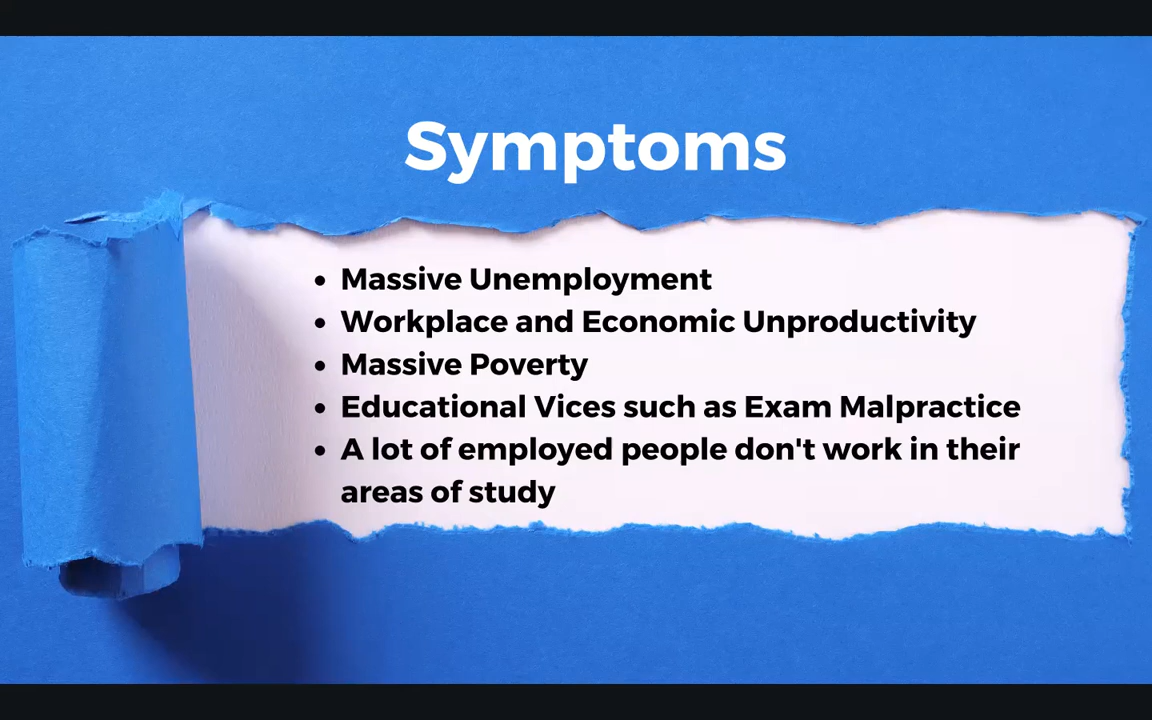 Symptoms
• Massive Unemployment
• Workplace and Economic Unproductivity
• Massive Poverty
• Educational Vices such as Exam Malpractice
• A lot of employed people don't work in their
areas of study